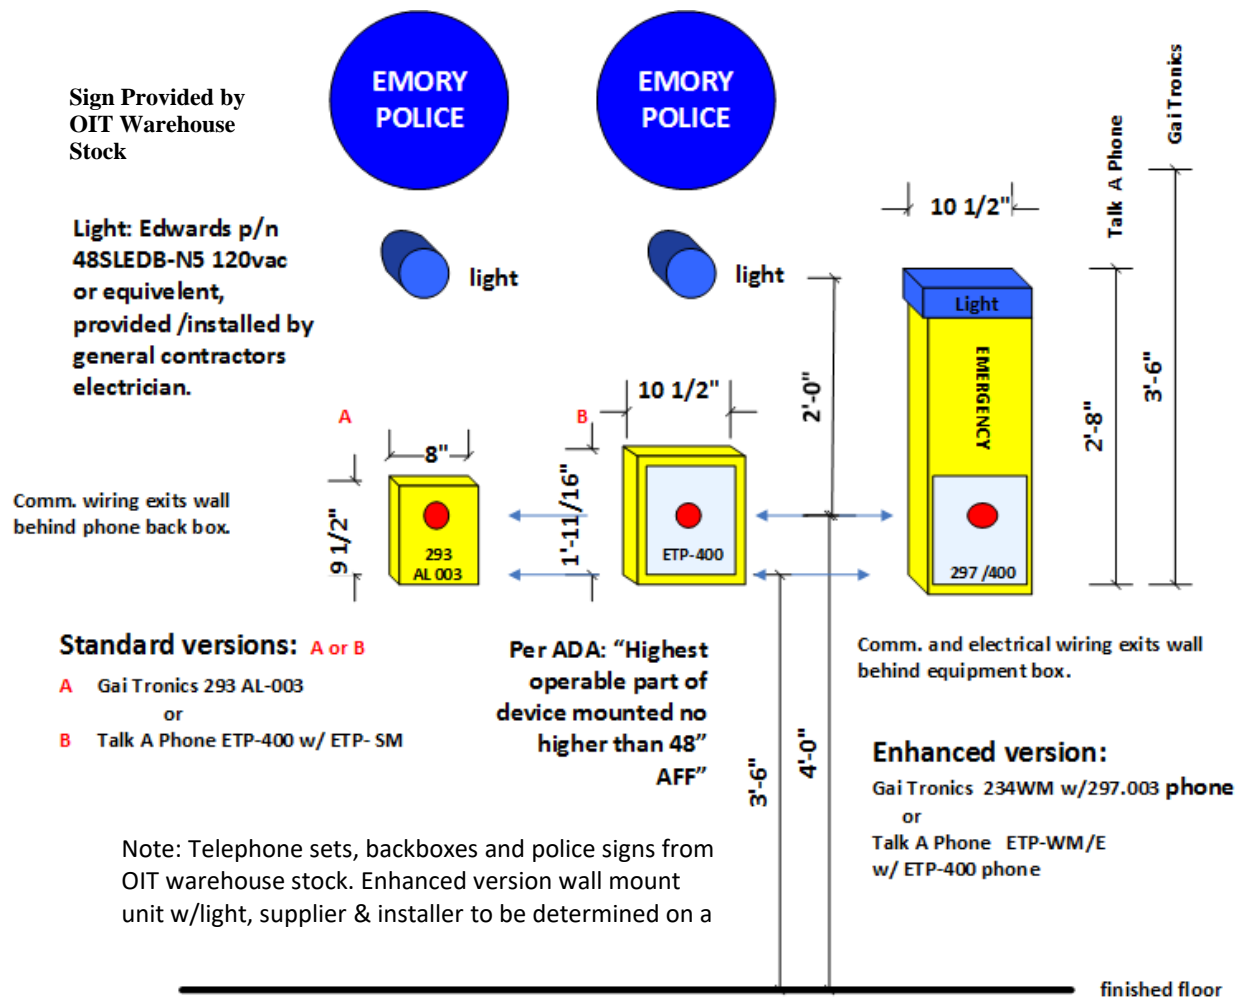 EMORY
POLICE
EMORY
POLICE
Sign Provided by
OIT Warehouse
Stock
Gai Tronics
Talk A Phone
10 1/2"
Light: Edwards p/n
48SLEDB-N5 120vac
or equivelent,
provided /installed by
general contractors
electrician.
light
light
Light
EMERGENCY
2'-0"
2'-8"
3'-6"
A
8"
B
10 1/2"
Comm. wiring exits wall
behind phone back box.
9 1/2"
293
AL 003
1'-11/16"
ETP-400
297 /400
Standard versions: A or B
A Gai Tronics 293 AL-003
or
B Talk A Phone ETP-400 w/ ETP- SM
Per ADA: “Highest
operable part of
device mounted no
higher than 48”
AFF”
3'-6"
4'-0"
Comm. and electrical wiring exits wall
behind equipment box.
Enhanced version:
Gai Tronics 234WM w/297.003 phone
or
Talk A Phone ETP-WM/E
w/ ETP-400 phone
Note: Telephone sets, backboxes and police signs from
OIT warehouse stock. Enhanced version wall mount
unit w/light, supplier & installer to be determined on a
finished floor